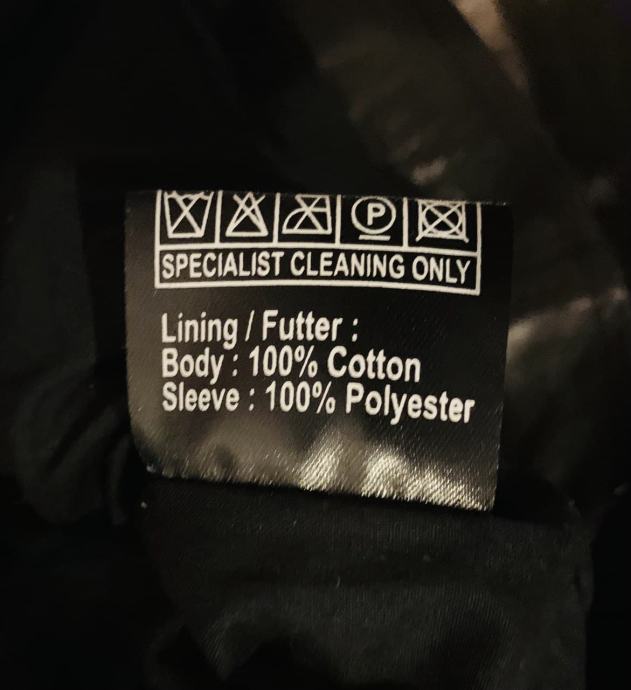 P
SPECIALIST CLEANING ONLY
Lining / Futter :
Body : 100% Cotton
Sleeve : 100% Polyester